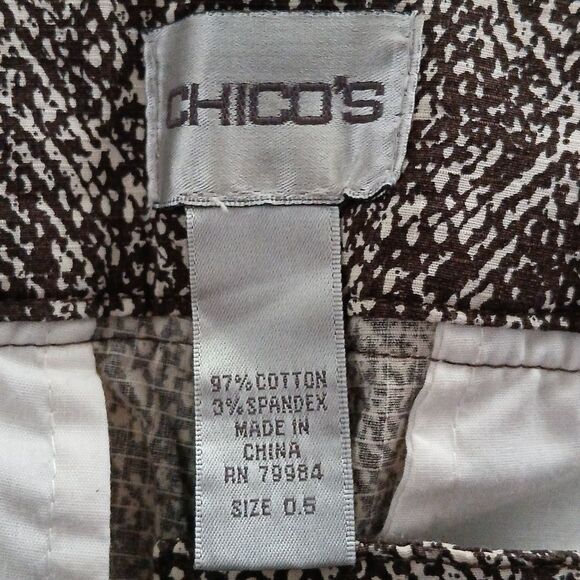 CHICO'S
97% COTTON
3% SPANDEX
MADE IN
CHINA
RN 79984
SIZE 0.5